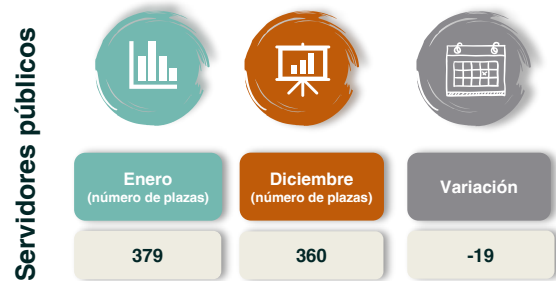 Servidores públicos
Enero
(número de plazas)
Diciembre
(número de plazas)
Variación
379
360
-19